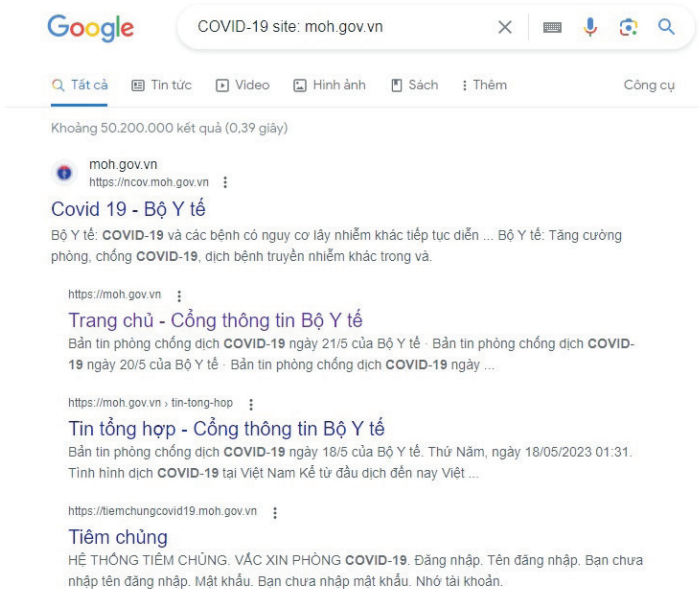 Google
COVID-19 site: moh.gov.vn
Tất cả Tin tức Video Hình ảnh Sách Thêm Công cụ
Khoảng 50.200.000 kết quả (0,39 giây)
moh.gov.vn
https://ncov.moh.gov.vn
Covid 19 - Bộ Y tế
Bộ Y tế: COVID-19 và các bệnh có nguy cơ lây nhiễm khác tiếp tục diễn ... Bộ Y tế: Tăng cường
phòng, chống COVID-19, dịch bệnh truyền nhiễm khác trong và.
https://moh.gov.vn
Trang chủ - Cổng thông tin Bộ Y tế
Bản tin phòng chống dịch COVID-19 ngày 21/5 của Bộ Y tế · Bản tin phòng chống dịch COVID-
19 ngày 20/5 của Bộ Y tế · Bản tin phòng chống dịch COVID-19 ngày ...
https://moh.gov.vn › tin-tong-hop
Tin tổng hợp - Cổng thông tin Bộ Y tế
Bản tin phòng chống dịch COVID-19 ngày 18/5 của Bộ Y tế. Thứ Năm, ngày 18/05/2023 01:31.
Tình hình dịch COVID-19 tại Việt Nam Kể từ đầu dịch đến nay Việt ...
https://tiemchungcovid19.moh.gov.vn
Tiêm chủng
HỆ THỐNG TIÊM CHỦNG. VẮC XIN PHÒNG COVID-19. Đăng nhập. Tên đăng nhập. Bạn chưa
nhập tên đăng nhập. Mật khẩu. Bạn chưa nhập mật khẩu. Nhớ tài khoản.